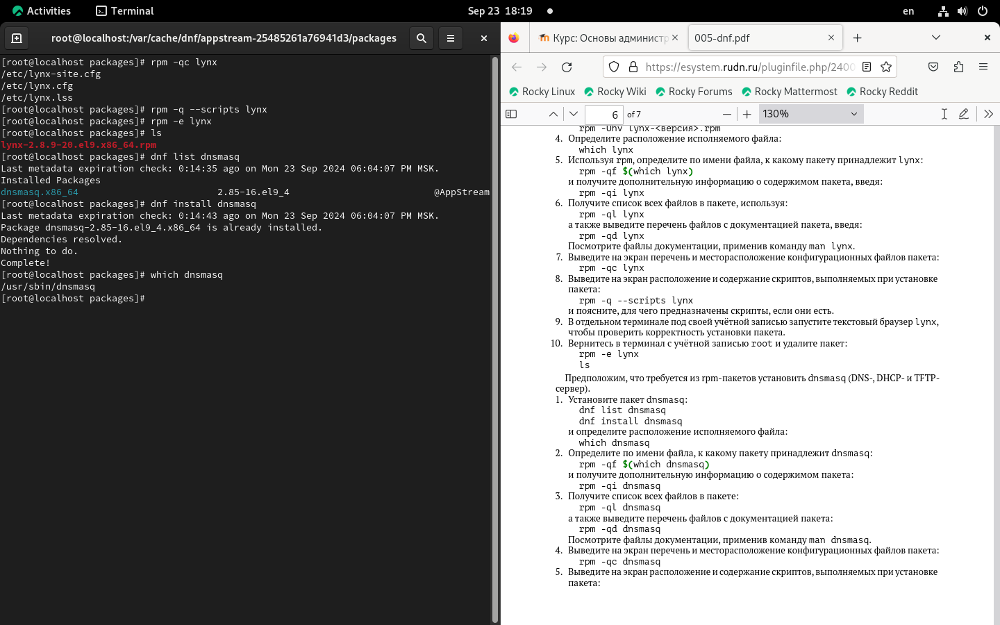 Activities Terminal Sep 23 18:19 en
root@localhost:/var/cache/dnf/appstream-25485261a76941d3/packages
[root@localhost packages]# rpm -qc lynx
/etc/lynx-site.cfg
/etc/lynx.cfg
/etc/lynx.lss
[root@localhost packages]# rpm -q --scripts lynx
[root@localhost packages]# rpm -e lynx
[root@localhost packages]# ls
lynx-2.8.9-20.el9.x86_64.rpm
[root@localhost packages]# dnf list dnsmasq
Last metadata expiration check: 0:14:35 ago on Mon 23 Sep 2024 06:04:07 PM MSK.
Installed Packages
dnsmasq.x86_64 2.85-16.el9_4 @AppStream
[root@localhost packages]# dnf install dnsmasq
Last metadata expiration check: 0:14:43 ago on Mon 23 Sep 2024 06:04:07 PM MSK.
Package dnsmasq-2.85-16.el9_4.x86_64 is already installed.
Dependencies resolved.
Nothing to do.
Complete!
[root@localhost packages]# which dnsmasq
/usr/sbin/dnsmasq
[root@localhost packages]#
Курс: Основы администр 005-dnf.pdf
https://esystem.rudn.ru/pluginfile.php/2400
Rocky Linux Rocky Wiki Rocky Forums Rocky Mattermost Rocky Reddit
6 of 7 130%
rpm -Uhv lynx-<версия>.rpm
4. Определите расположение исполняемого файла:
which lynx
5. Используя rpm, определите по имени файла, к какому пакету принадлежит lynx:
rpm -qf $(which lynx)
и получите дополнительную информацию о содержимом пакета, введя:
rpm -qi lynx
6. Получите список всех файлов в пакете, используя:
rpm -ql lynx
а также выведите перечень файлов с документацией пакета, введя:
rpm -qd lynx
Посмотрите файлы документации, применив команду man lynx.
7. Выведите на экран перечень и месторасположение конфигурационных файлов пакета:
rpm -qc lynx
8. Выведите на экран расположение и содержание скриптов, выполняемых при установке
пакета:
rpm -q --scripts lynx
и поясните, для чего предназначены скрипты, если они есть.
9. В отдельном терминале под своей учётной записью запустите текстовый браузер lynx,
чтобы проверить корректность установки пакета.
10. Вернитесь в терминал с учётной записью root и удалите пакет:
rpm -e lynx
ls
Предположим, что требуется из rpm-пакетов установить dnsmasq (DNS-, DHCP- и TFTP-
сервер).
1. Установите пакет dnsmasq:
dnf list dnsmasq
dnf install dnsmasq
и определите расположение исполняемого файла:
which dnsmasq
2. Определите по имени файла, к какому пакету принадлежит dnsmasq:
rpm -qf $(which dnsmasq)
и получите дополнительную информацию о содержимом пакета:
rpm -qi dnsmasq
3. Получите список всех файлов в пакете:
rpm -ql dnsmasq
а также выведите перечень файлов с документацией пакета:
rpm -qd dnsmasq
Посмотрите файлы документации, применив команду man dnsmasq.
4. Выведите на экран перечень и месторасположение конфигурационных файлов пакета:
rpm -qc dnsmasq
5. Выведите на экран расположение и содержание скриптов, выполняемых при установке
пакета: